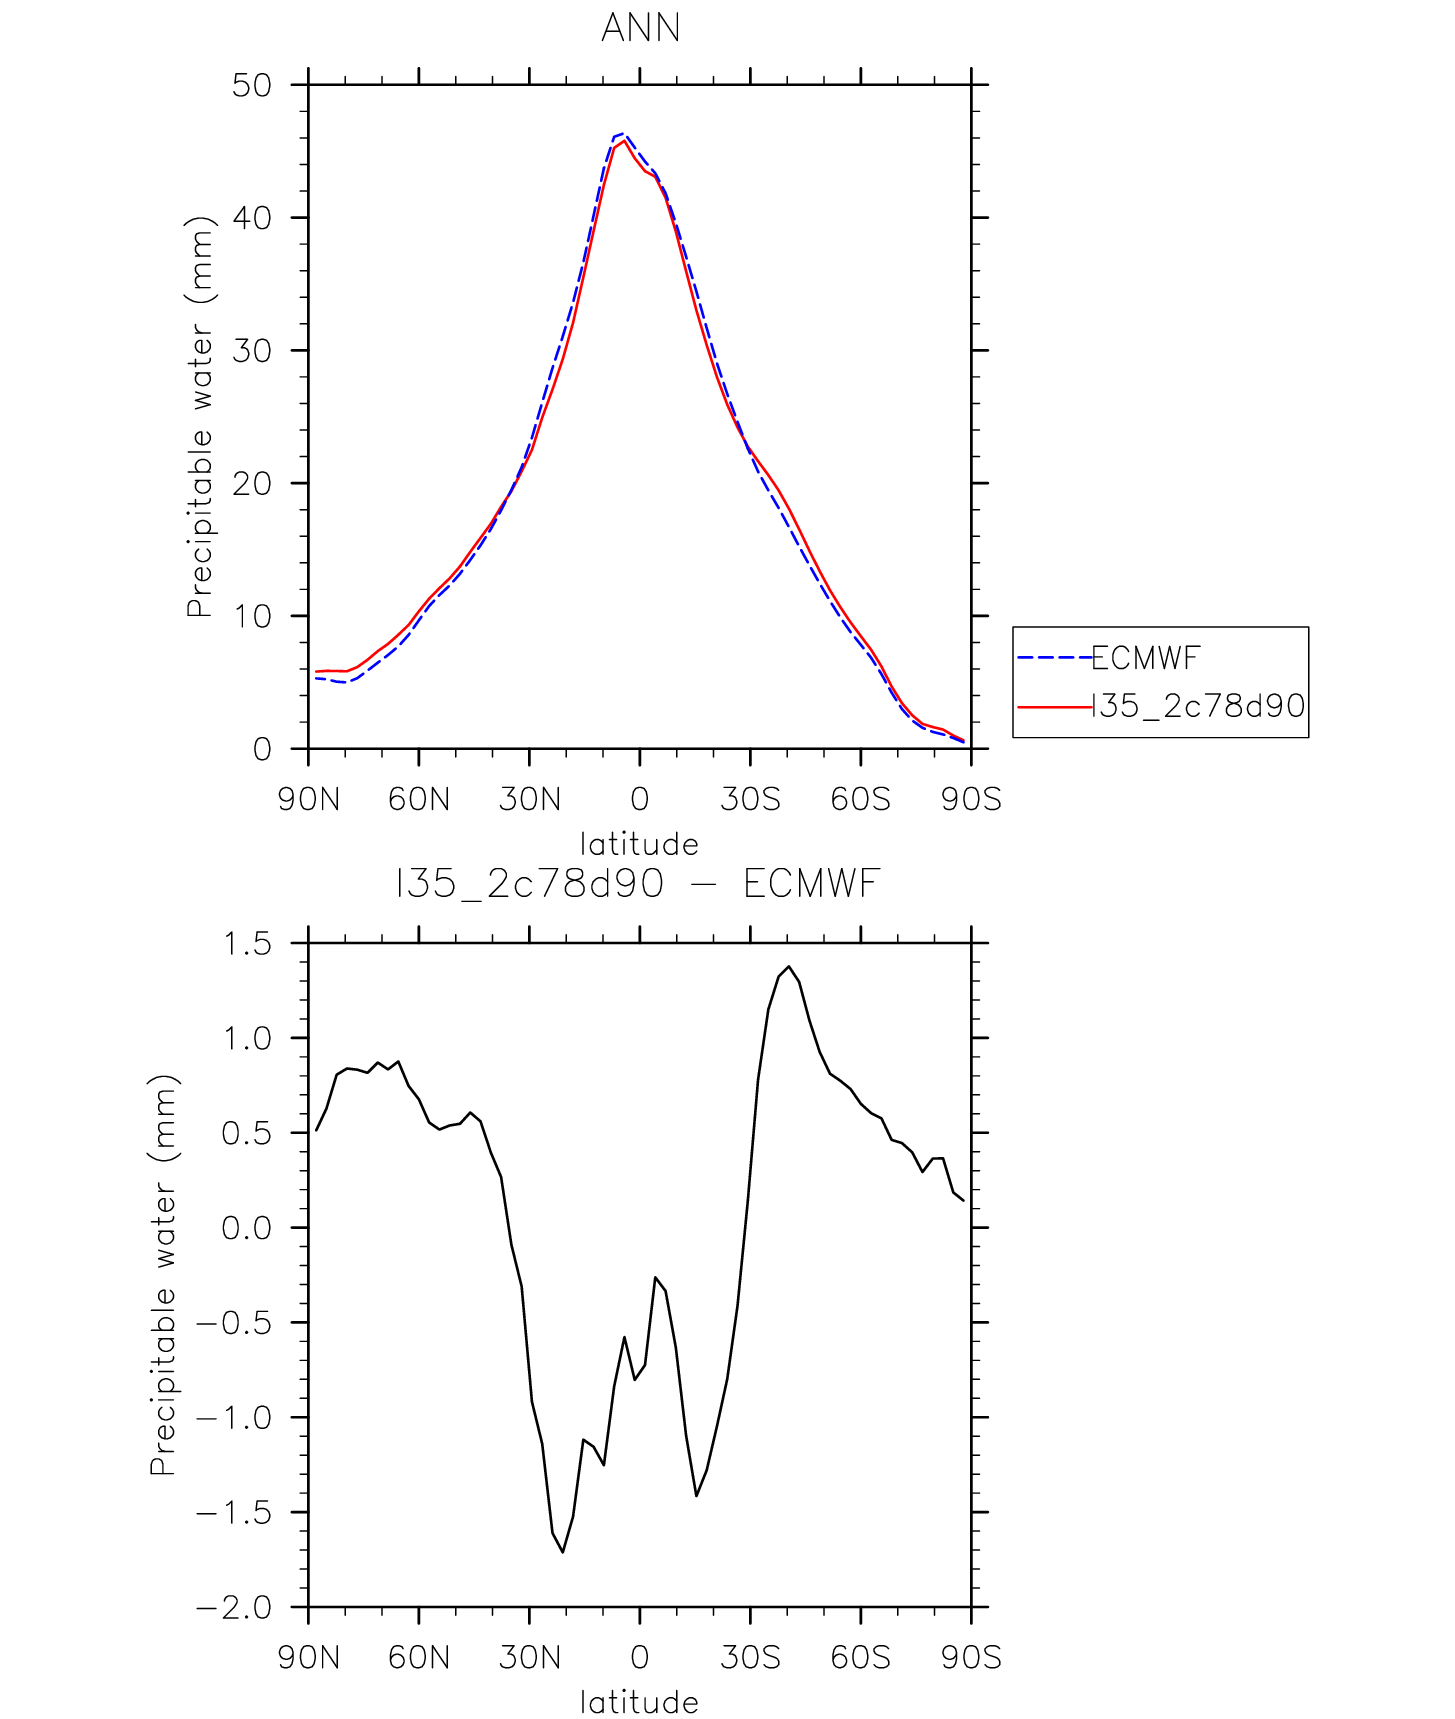 ANN
50
40
30
20
10
0
Precipitable water (mm)
90N 60N 30N 0 30S 60S 90S
latitude
ECMWF
I35_2c78d90
I35_2c78d90 − ECMWF
1.5
1.0
0.5
0.0
−0.5
−1.0
−1.5
−2.0
Precipitable water (mm)
90N 60N 30N 0 30S 60S 90S
latitude